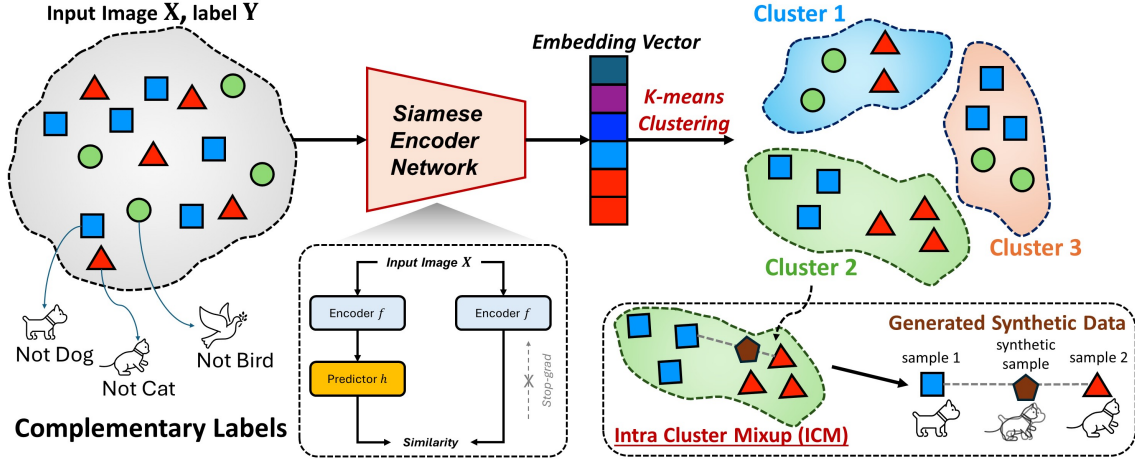 Input Image X, label Y
Not Dog
Not Cat
Not Bird
Complementary Labels
Siamese
Encoder
Network
Input Image X
Encoder f
Encoder f
Predictor h
Stop-grad
Similarity
Embedding Vector
K-means
Clustering
Cluster 1
Cluster 2
Cluster 3
Intra Cluster Mixup (ICM)
Generated Synthetic Data
sample 1
synthetic
sample
sample 2